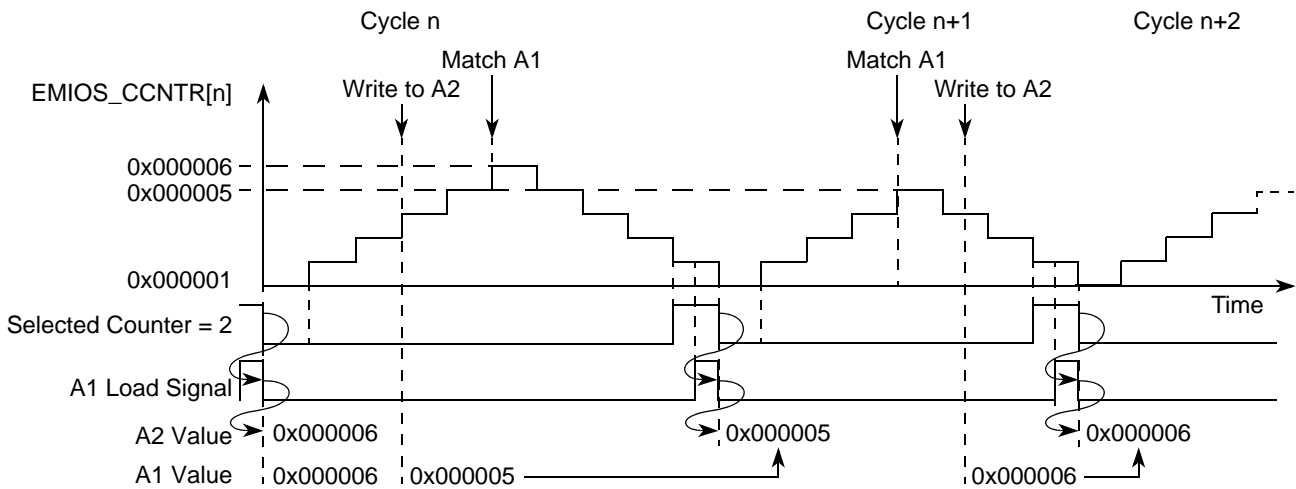 Cycle n Cycle n+1 Cycle n+2
Match A1 Match A1
EMIOS_CCNTR[n] Write to A2 Write to A2
0x000006
0x000005
0x000001
Time
Selected Counter = 2
A1 Load Signal
A2 Value 0x000006 0x000005 0x000006
A1 Value 0x000006 0x000005 0x000006